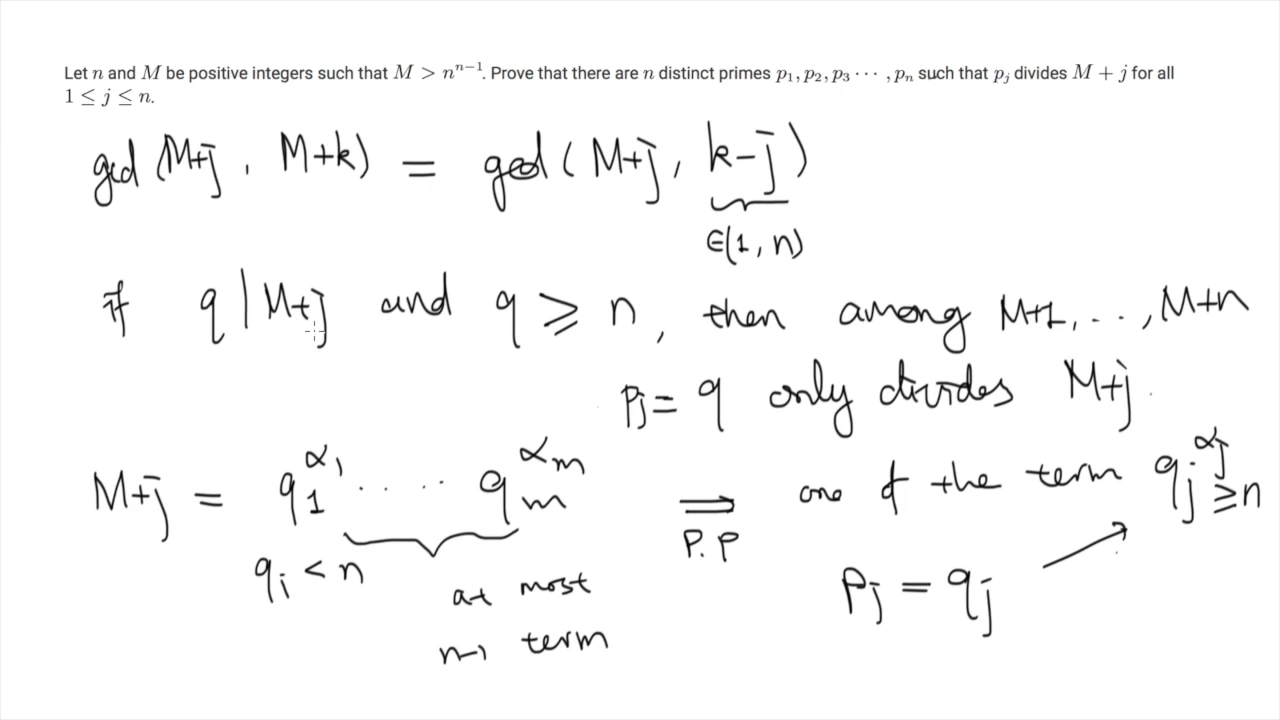 Let n and M be positive integers such that M > n^{n-1}. Prove that there are n distinct primes p_1, p_2, p_3 ⋯ , p_n such that p_j divides M + j for all
1 ≤ j ≤ n.
gcd (M+j , M+k) = gcd (M+j, k-j)
∈(1, n)
if q | M+j and q ≥ n, then among M+1, ..., M+n
P_j = q only divides M+j.
M+j = q_1^{α_1} ..... q_m^{α_m} ⟹ one of the term q_j^{α_j} ≥ n
P.P
q_i < n
at most
n-1 term
P_j = q_j